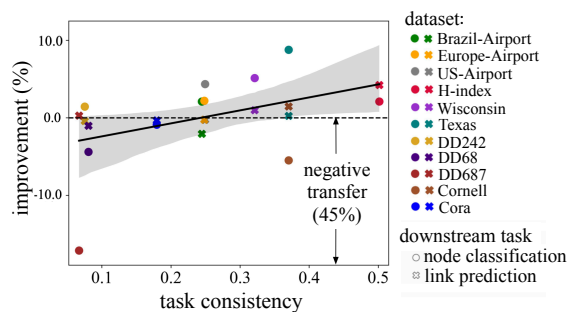 improvement (%)
10.0
0.0
-10.0
0.1
0.2
0.3
0.4
0.5
task consistency
negative
transfer
(45%)
dataset:
Brazil-Airport
Europe-Airport
US-Airport
H-index
Wisconsin
Texas
DD242
DD68
DD687
Cornell
Cora
downstream task
node classification
link prediction